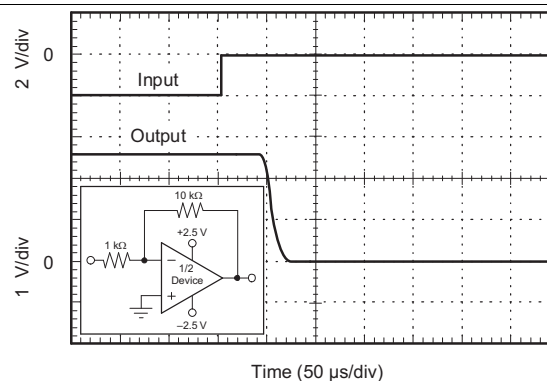 2 V/div
0
Input
Output
1 V/div
0
10 kΩ
1 kΩ
+2.5 V
−
1/2
Device
+
−2.5 V
Time (50 µs/div)